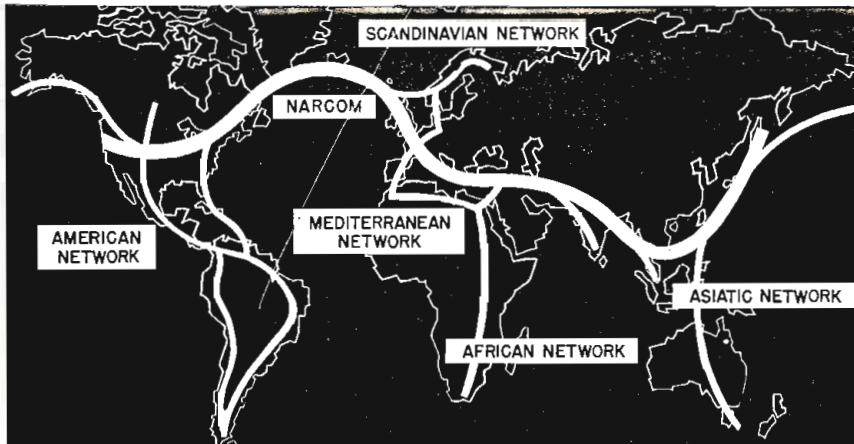 SCANDINAVIAN NETWORK
NARCOM
AMERICAN
NETWORK
MEDITERRANEAN
NETWORK
ASIATIC NETWORK
AFRICAN NETWORK